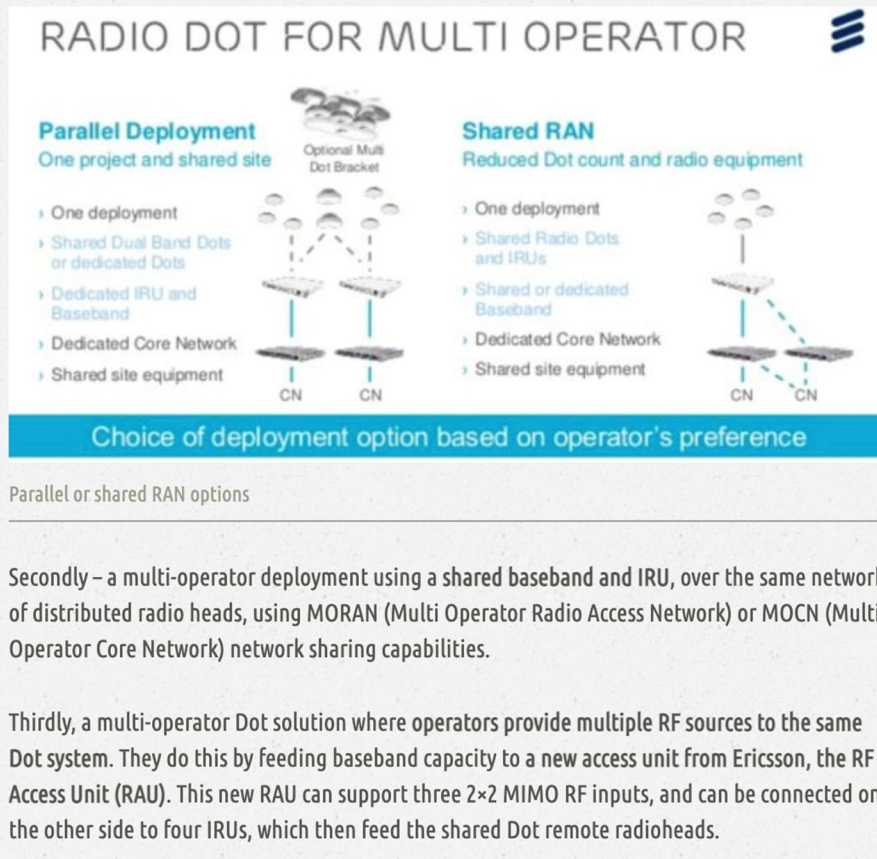 RADIO DOT FOR MULTI OPERATOR
Parallel Deployment
One project and shared site
Optional Multi
Dot Bracket
› One deployment
› Shared Dual Band Dots
or dedicated Dots
› Dedicated IRU and
Baseband
› Dedicated Core Network
› Shared site equipment
CN CN
Shared RAN
Reduced Dot count and radio equipment
› One deployment
› Shared Radio Dots
and IRUs
› Shared or dedicated
Baseband
› Dedicated Core Network
› Shared site equipment
CN CN
Choice of deployment option based on operator's preference
Parallel or shared RAN options
Secondly – a multi-operator deployment using a shared baseband and IRU, over the same network
of distributed radio heads, using MORAN (Multi Operator Radio Access Network) or MOCN (Multi
Operator Core Network) network sharing capabilities.
Thirdly, a multi-operator Dot solution where operators provide multiple RF sources to the same
Dot system. They do this by feeding baseband capacity to a new access unit from Ericsson, the RF
Access Unit (RAU). This new RAU can support three 2×2 MIMO RF inputs, and can be connected on
the other side to four IRUs, which then feed the shared Dot remote radioheads.